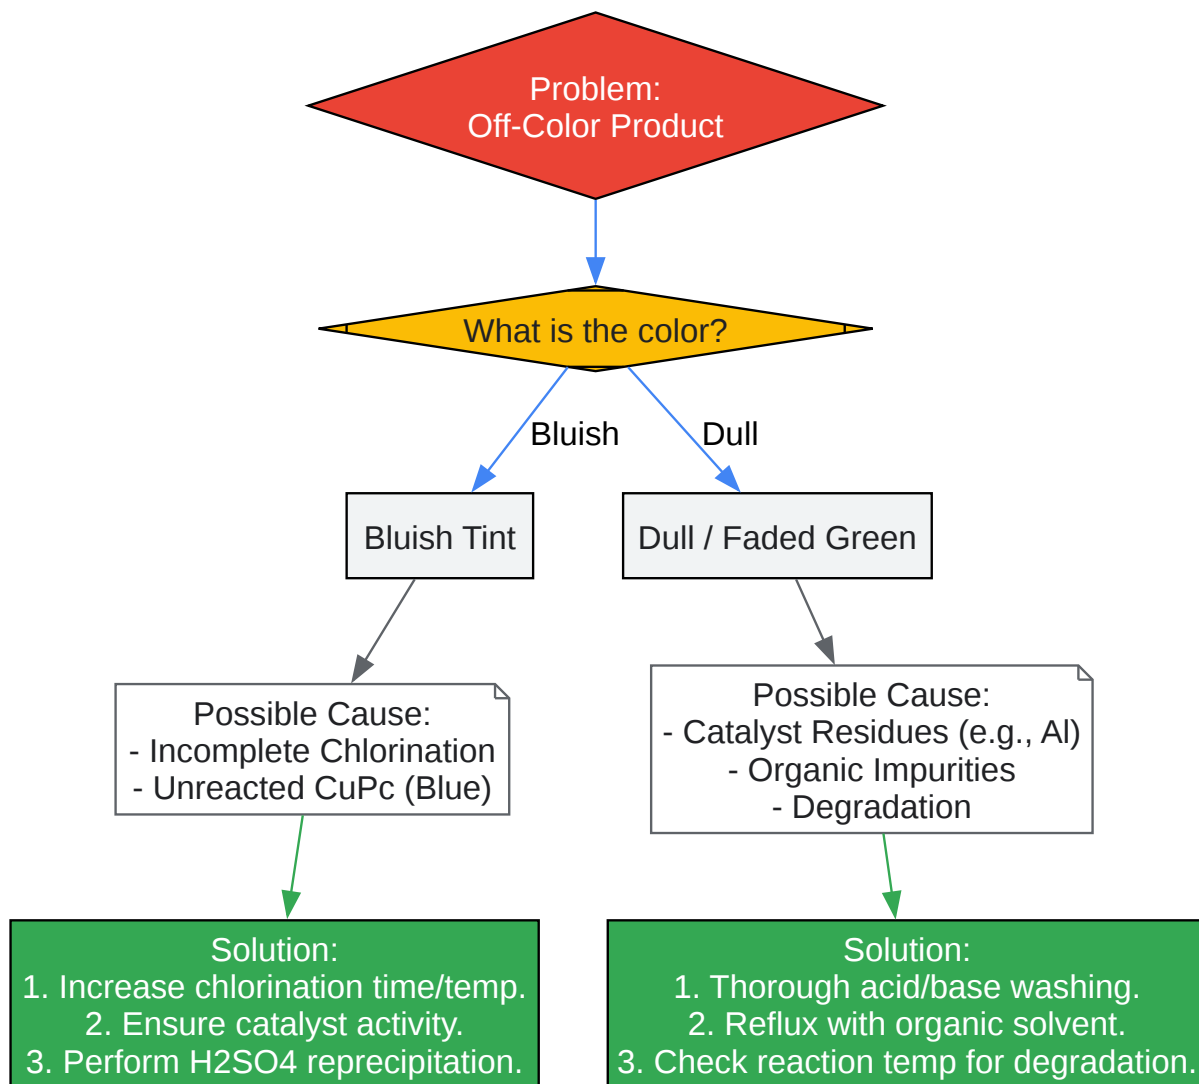 Problem:
Off-Color Product
What is the color?
Bluish
Dull
Bluish Tint
Dull / Faded Green
Possible Cause:
- Incomplete Chlorination
- Unreacted CuPc (Blue)
Possible Cause:
- Catalyst Residues (e.g., Al)
- Organic Impurities
- Degradation
Solution:
1. Increase chlorination time/temp.
2. Ensure catalyst activity.
3. Perform H2SO4 reprecipitation.
Solution:
1. Thorough acid/base washing.
2. Reflux with organic solvent.
3. Check reaction temp for degradation.